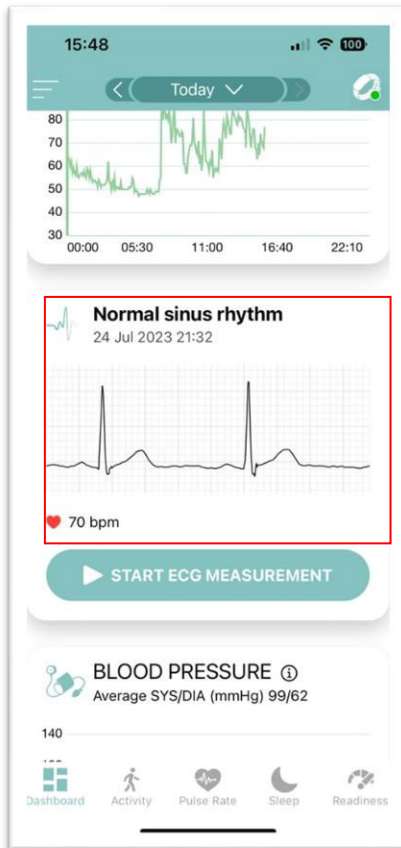 15:48
100
Today
80
70
60
50
40
30
00:00 05:30 11:00 16:40 22:10
Normal sinus rhythm
24 Jul 2023 21:32
70 bpm
START ECG MEASUREMENT
BLOOD PRESSURE
Average SYS/DIA (mmHg) 99/62
140
Dashboard Activity Pulse Rate Sleep Readiness